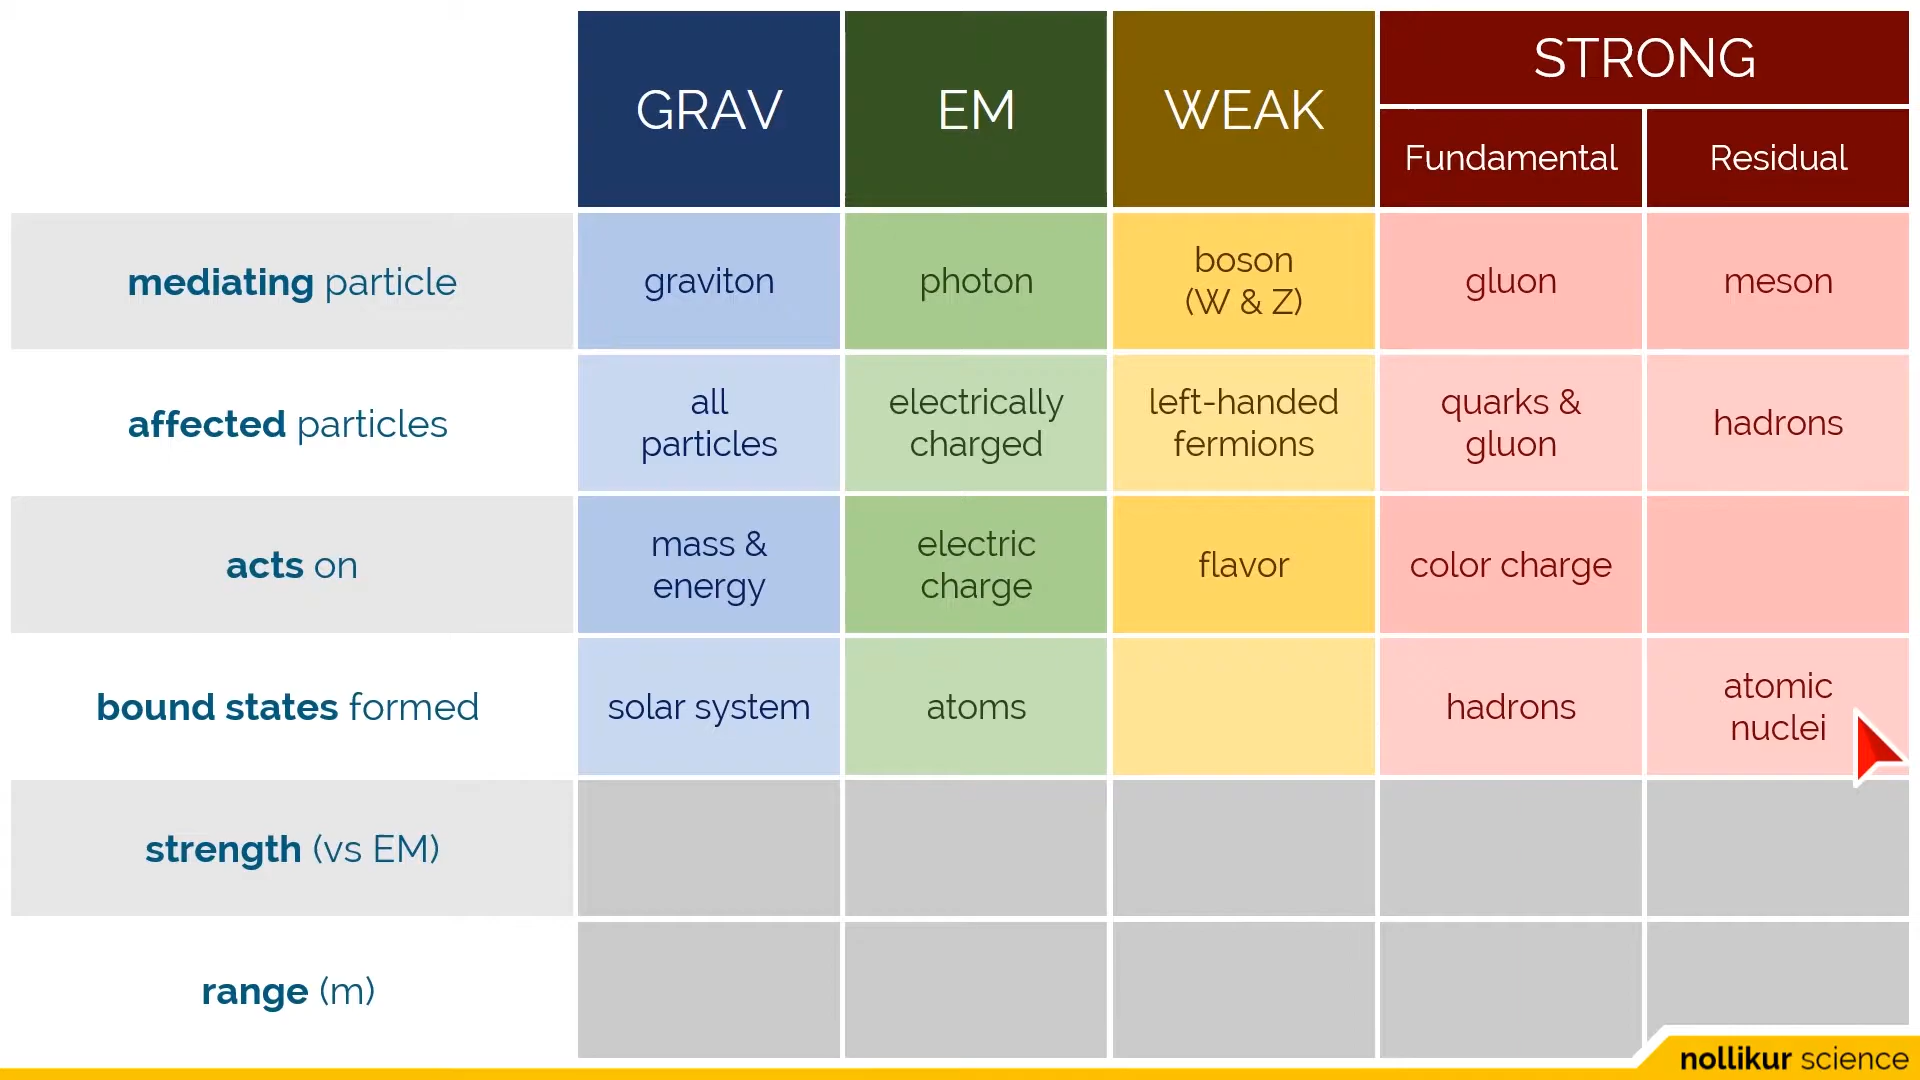 GRAV
EM
WEAK
STRONG
Fundamental
Residual
mediating particle
graviton
photon
boson
(W & Z)
gluon
meson
affected particles
all
particles
electrically
charged
left-handed
fermions
quarks &
gluon
hadrons
acts on
mass &
energy
electric
charge
flavor
color charge
bound states formed
solar system
atoms
hadrons
atomic
nuclei
strength (vs EM)
range (m)
nollikur science